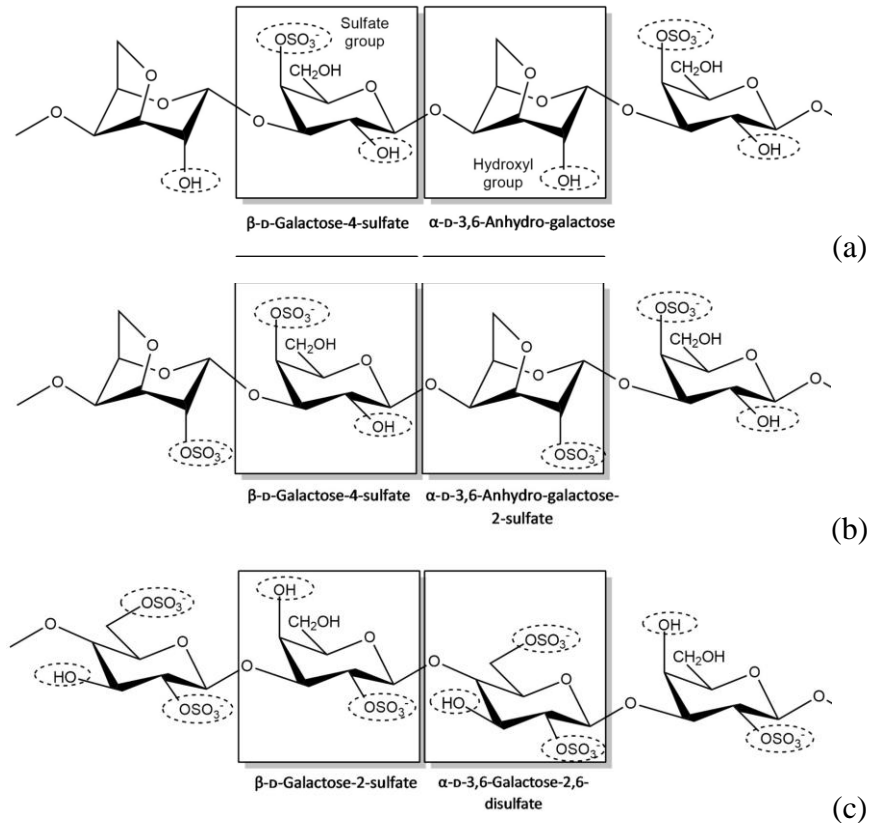 OSO₃⁻
Sulfate
group
OSO₃⁻
CH₂OH
CH₂OH
O
O
O
O
O
O
O
O
O
O
O
OH
Hydroxyl
group
OH
OH
OH
β-D-Galactose-4-sulfate
α-D-3,6-Anhydro-galactose
(a)
OSO₃⁻
OSO₃⁻
CH₂OH
CH₂OH
O
O
O
O
O
O
O
O
O
O
O
OH
OH
OSO₃⁻
OSO₃⁻
β-D-Galactose-4-sulfate
α-D-3,6-Anhydro-galactose-
2-sulfate
(b)
OSO₃⁻
OH
OH
CH₂OH
OSO₃⁻
CH₂OH
O
O
O
O
O
O
O
O
O
HO
OSO₃⁻
OSO₃⁻
HO
OSO₃⁻
OSO₃⁻
β-D-Galactose-2-sulfate
α-D-3,6-Galactose-2,6-
disulfate
(c)